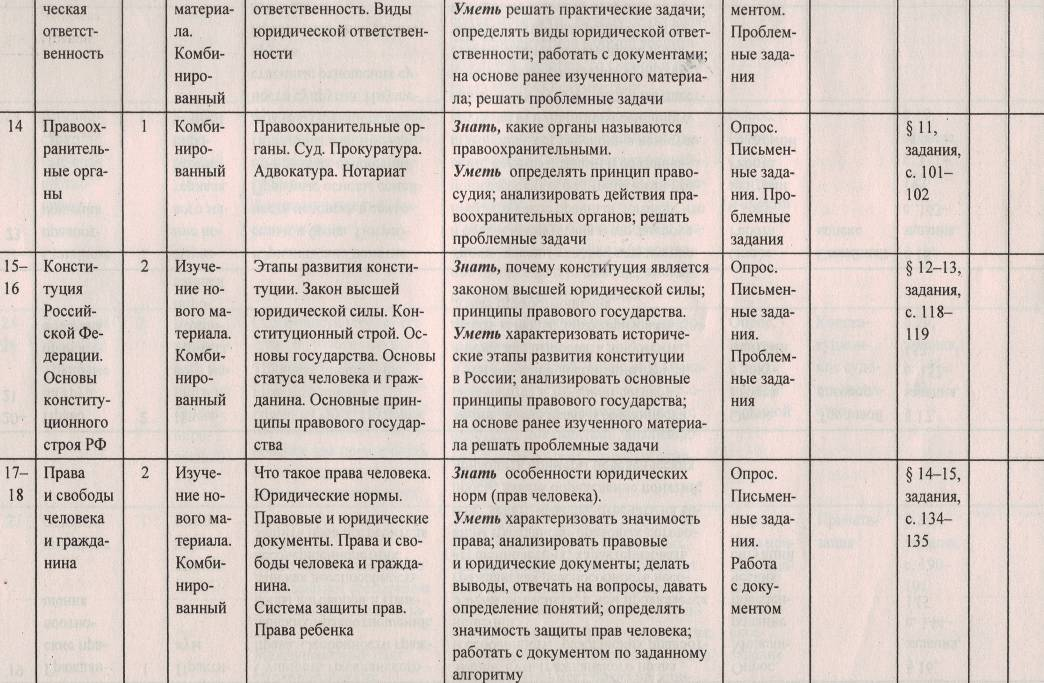 ческая
ответст-
венность
материа-
ла.
Комби-
ниро-
ванный
ответственность. Виды
юридической ответствен-
ности
Уметь решать практические задачи;
определять виды юридической ответ-
ственности; работать с документами;
на основе ранее изученного материа-
ла; решать проблемные задачи
ментом.
Проблем-
ные зада-
ния
14
Правоох-
ранитель-
ные орга-
ны
1
Комби-
ниро-
ванный
Правоохранительные ор-
ганы. Суд. Прокуратура.
Адвокатура. Нотариат
Знать, какие органы называются
правоохранительными.
Уметь определять принцип право-
судия; анализировать действия пра-
воохранительных органов; решать
проблемные задачи
Опрос.
Письмен-
ные зада-
ния. Про-
блемные
задания
§ 11,
задания,
с. 101–
102
15–
16
Консти-
туция
Россий-
ской Фе-
дерации.
Основы
консти­ту-
ционного
строя РФ
2
Изуче-
ние но-
вого ма-
териала.
Комби-
ниро-
ванный
Этапы развития консти-
туции. Закон высшей
юридической силы. Кон-
ституционный строй. Ос-
новы государства. Основы
статуса человека и граж-
данина. Основные прин-
ципы правового государ-
ства
Знать, почему конституция является
законом высшей юридической силы;
принципы правового государства.
Уметь характеризовать историче-
ские этапы развития конституции
в России; анализировать основные
принципы правового государства;
на основе ранее изученного материа-
ла решать проблемные задачи
Опрос.
Письмен-
ные зада-
ния.
Проблем-
ные зада-
ния
§ 12–13,
задания,
с. 118–
119
17–
18
Права
и свободы
человека
и гражда-
нина
2
Изуче-
ние но-
вого ма-
териала.
Комби-
ниро-
ванный
Что такое права человека.
Юридические нормы.
Правовые и юридические
документы. Права и сво-
боды человека и гражда-
нина.
Система защиты прав.
Права ребенка
Знать особенности юридических
норм (прав человека).
Уметь характеризовать значимость
права; анализировать правовые
и юридические документы; делать
выводы, отвечать на вопросы, давать
определение понятий; определять
значимость защиты прав человека;
работать с документом по заданному
алгоритму
Опрос.
Письмен-
ные зада-
ния.
Работа
с доку-
ментом
§ 14–15,
задания,
с. 134–
135